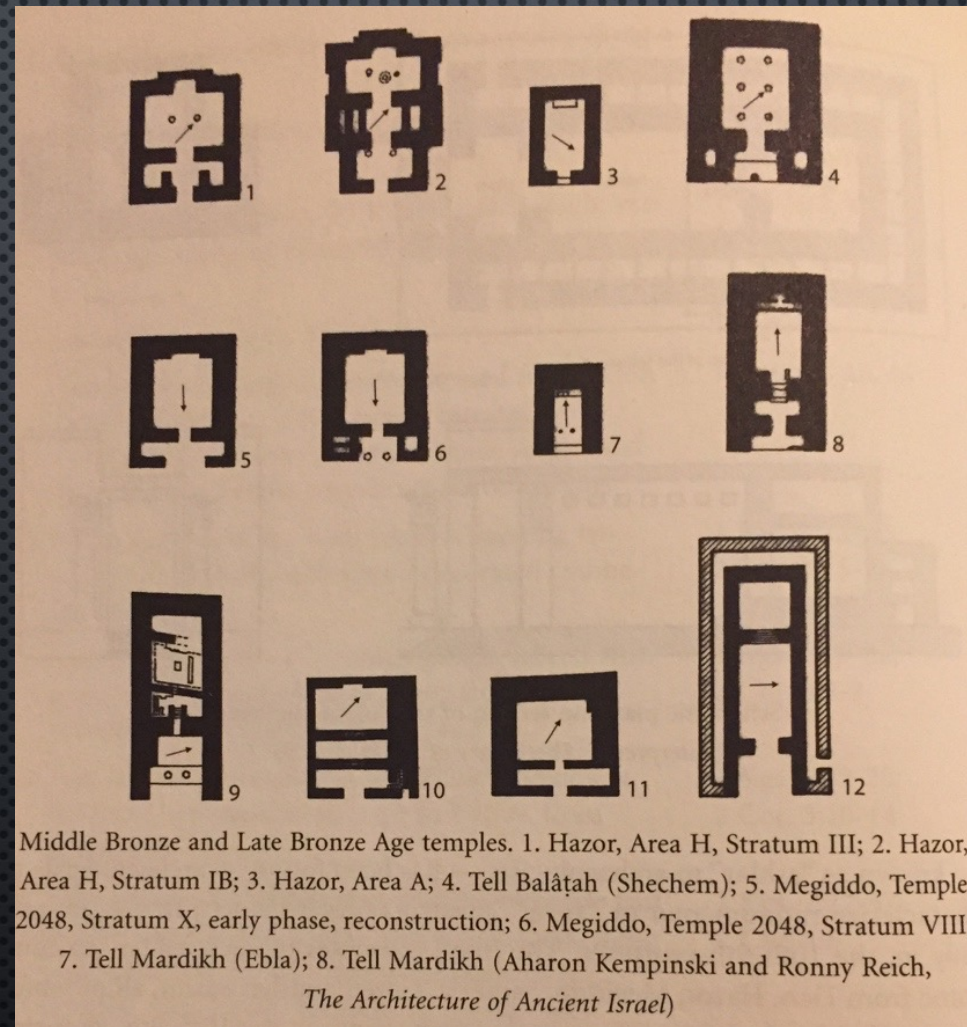 1
2
3
4
5
6
7
8
9
10
11
12
Middle Bronze and Late Bronze Age temples. 1. Hazor, Area H, Stratum III; 2. Hazor,
Area H, Stratum IB; 3. Hazor, Area A; 4. Tell Balâṭah (Shechem); 5. Megiddo, Temple
2048, Stratum X, early phase, reconstruction; 6. Megiddo, Temple 2048, Stratum VIII
7. Tell Mardikh (Ebla); 8. Tell Mardikh (Aharon Kempinski and Ronny Reich,
The Architecture of Ancient Israel)